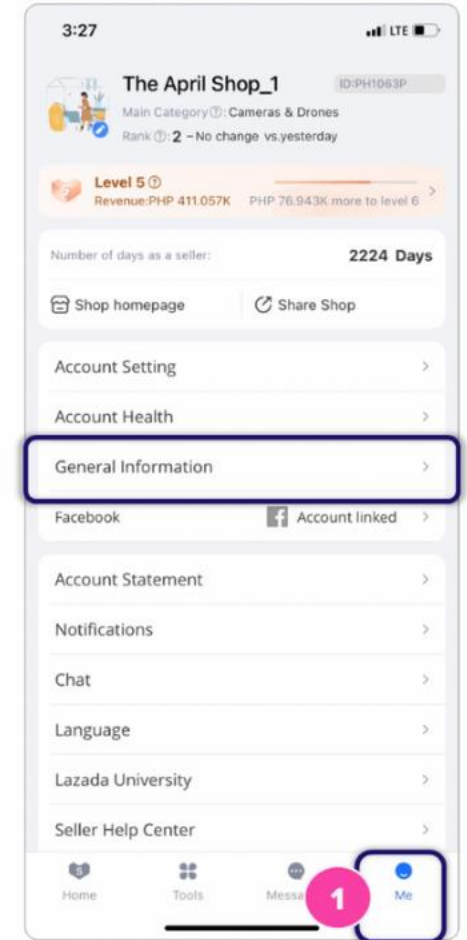 3:27 LTE
The April Shop_1 ID:PH1063P
Main Category?: Cameras & Drones
Rank?: 2 – No change vs.yesterday
5 Level 5 ?
Revenue:PHP 411.057K PHP 76.943K more to level 6
Number of days as a seller: 2224 Days
Shop homepage Share Shop
Account Setting
Account Health
General Information
Facebook f Account linked
Account Statement
Notifications
Chat
Language
Lazada University
Seller Help Center
Home Tools 1 Me